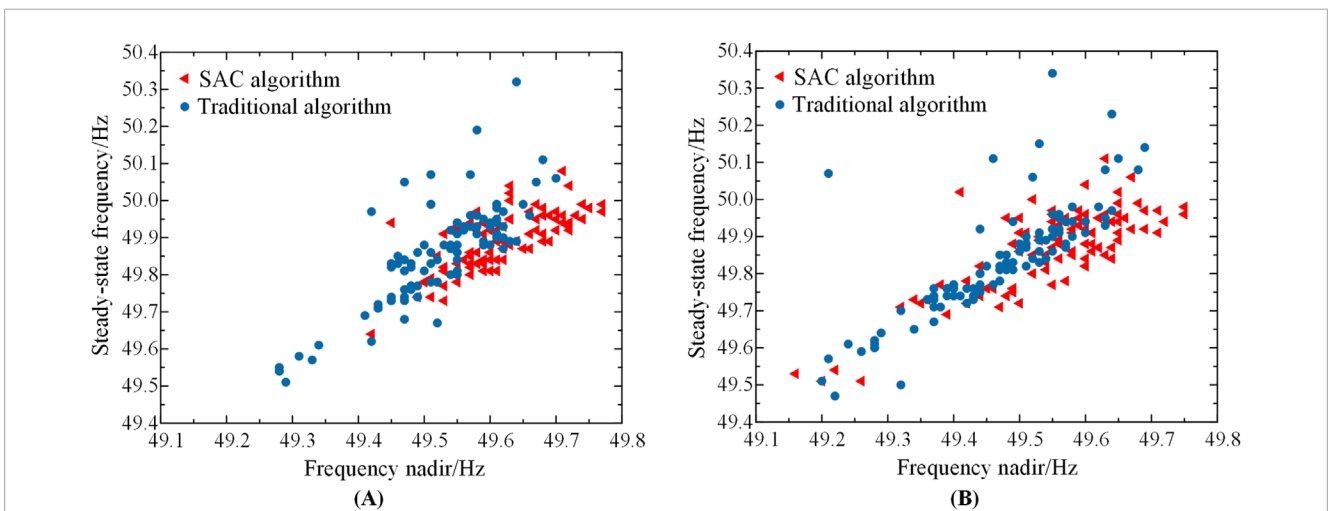 50.4
50.3
50.2
50.1
50.0
49.9
49.8
49.7
49.6
49.5
49.4
Steady-state frequency/Hz
SAC algorithm
Traditional algorithm
49.1 49.2 49.3 49.4 49.5 49.6 49.7 49.8
Frequency nadir/Hz
(A)
50.4
50.3
50.2
50.1
50.0
49.9
49.8
49.7
49.6
49.5
49.4
Steady-state frequency/Hz
SAC algorithm
Traditional algorithm
49.1 49.2 49.3 49.4 49.5 49.6 49.7 49.8
Frequency nadir/Hz
(B)